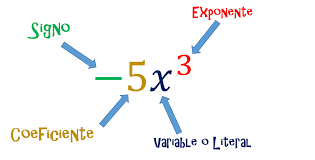 Exponente
Signo
−5x³
Coeficiente
Variable o Literal